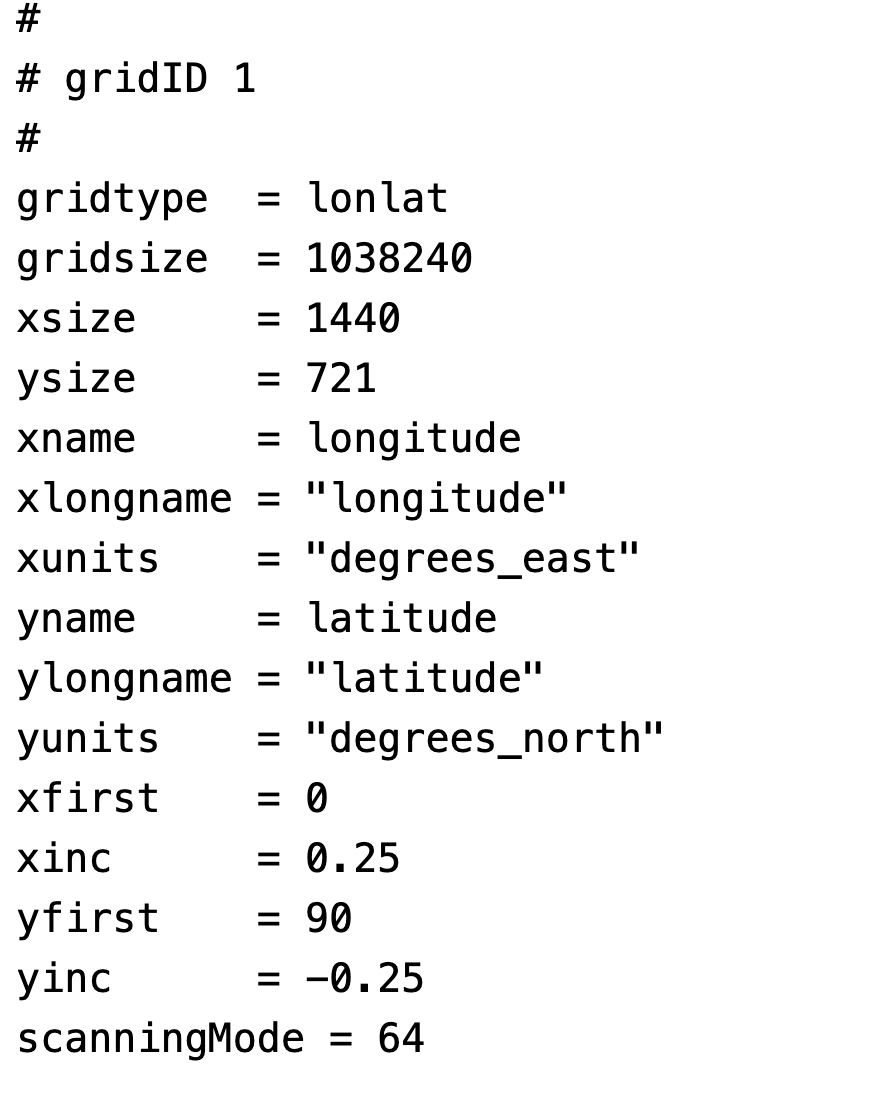 #
# gridID 1
#
gridtype  = lonlat
gridsize  = 1038240
xsize     = 1440
ysize     = 721
xname     = longitude
xlongname = "longitude"
xunits    = "degrees_east"
yname     = latitude
ylongname = "latitude"
yunits    = "degrees_north"
xfirst    = 0
xinc      = 0.25
yfirst    = 90
yinc      = -0.25
scanningMode = 64